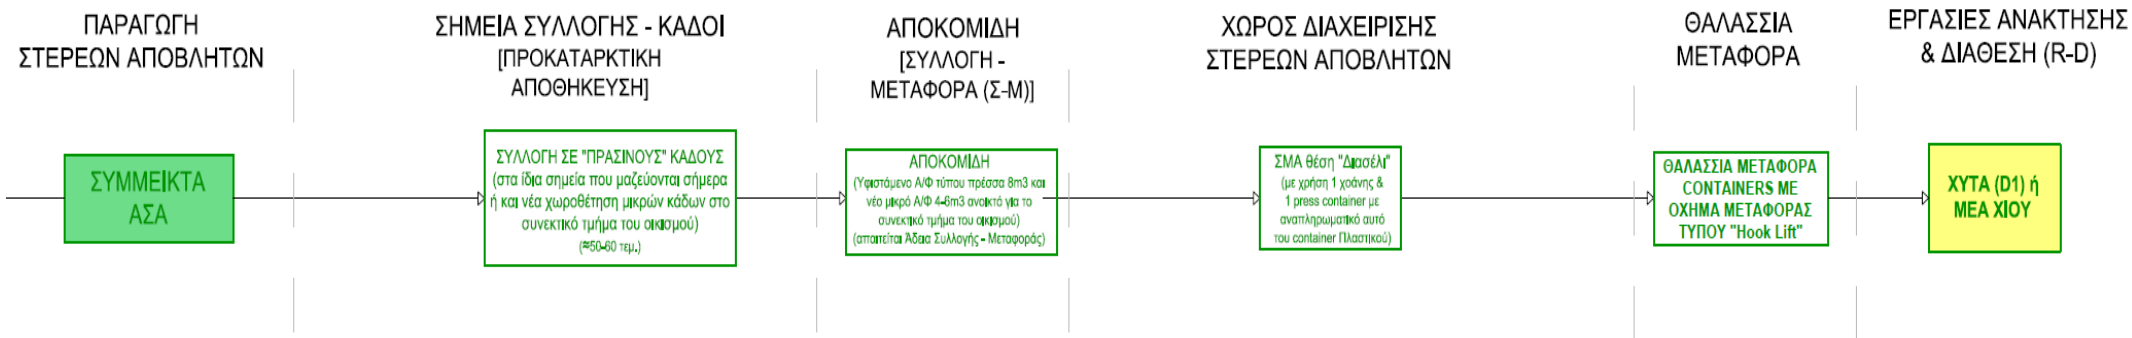 ΠΑΡΑΓΩΓΗ
ΣΤΕΡΕΩΝ ΑΠΟΒΛΗΤΩΝ
ΣΗΜΕΙΑ ΣΥΛΛΟΓΗΣ - ΚΑΔΟΙ
[ΠΡΟΚΑΤΑΡΚΤΙΚΗ
ΑΠΟΘΗΚΕΥΣΗ]
ΑΠΟΚΟΜΙΔΗ
[ΣΥΛΛΟΓΗ -
ΜΕΤΑΦΟΡΑ (Σ-Μ)]
ΧΩΡΟΣ ΔΙΑΧΕΙΡΙΣΗΣ
ΣΤΕΡΕΩΝ ΑΠΟΒΛΗΤΩΝ
ΘΑΛΑΣΣΙΑ
ΜΕΤΑΦΟΡΑ
ΕΡΓΑΣΙΕΣ ΑΝΑΚΤΗΣΗΣ
& ΔΙΑΘΕΣΗ (R-D)
ΣΥΜΜΕΙΚΤΑ
ΑΣΑ
ΣΥΛΛΟΓΗ ΣΕ "ΠΡΑΣΙΝΟΥΣ" ΚΑΔΟΥΣ
(στα ίδια σημεία που μαζεύονται σήμερα
ή και νέα χωροθέτηση μικρών κάδων στο
συνεκτικό τμήμα του οικισμού)
(≈50-60 τεμ.)
ΑΠΟΚΟΜΙΔΗ
(Υφιστάμενο Α/Φ τύπου πρέσσα 8m3 και
νέο μικρό Α/Φ 4-6m3 ανοικτό για το
συνεκτικό τμήμα του οικισμού)
(απαιτείται Άδεια Συλλογής - Μεταφοράς)
ΣΜΑ θέση "Διασέλι"
(με χρήση 1 χοάνης &
1 press container με
αναπληρωματικό αυτό
του container Πλαστικού)
ΘΑΛΑΣΣΙΑ ΜΕΤΑΦΟΡΑ
CONTAINERS ΜΕ
ΟΧΗΜΑ ΜΕΤΑΦΟΡΑΣ
ΤΥΠΟΥ "Hook Lift"
ΧΥΤΑ (D1) ή
ΜΕΑ ΧΙΟΥ